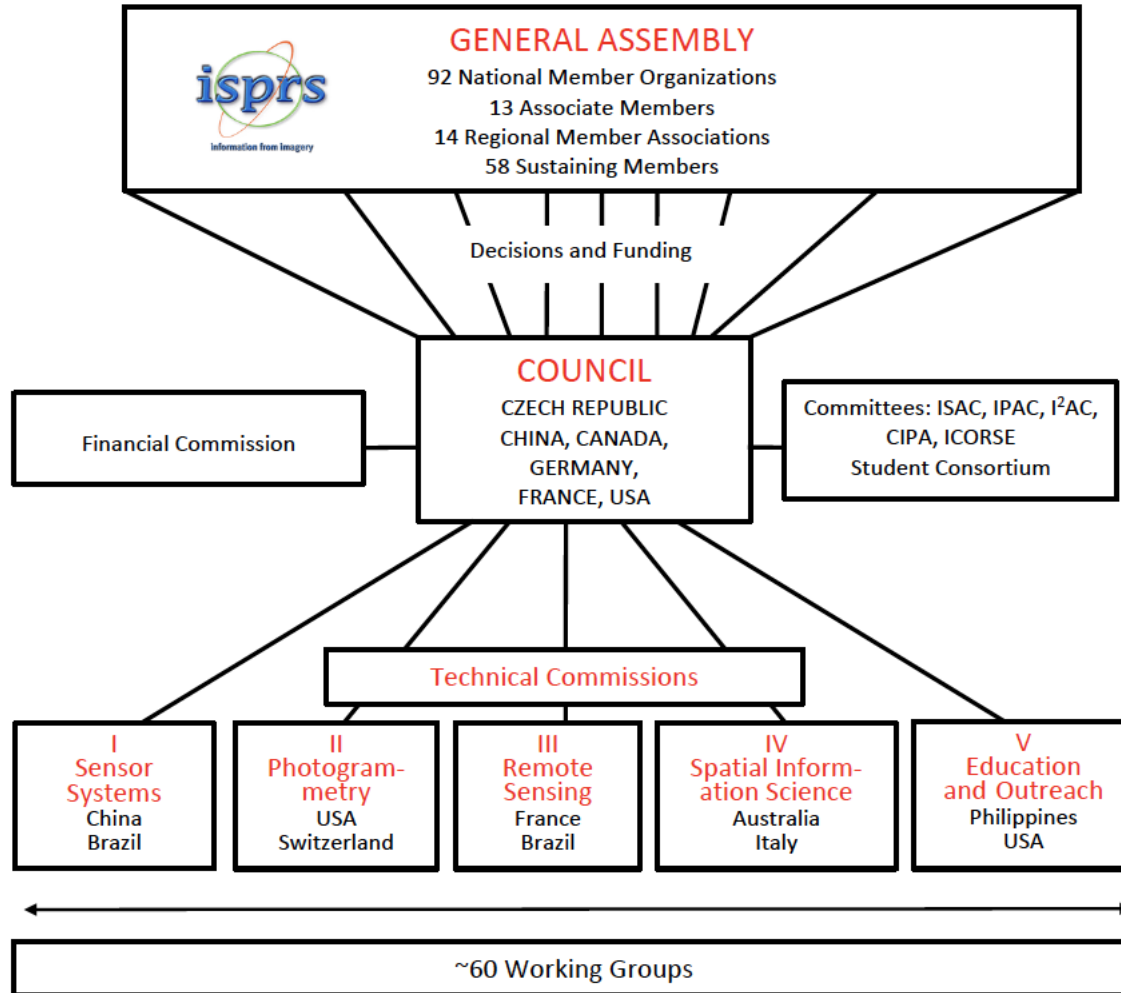 GENERAL ASSEMBLY
isprs
information from imagery
92 National Member Organizations
13 Associate Members
14 Regional Member Associations
58 Sustaining Members
Decisions and Funding
Financial Commission
COUNCIL
CZECH REPUBLIC
CHINA, CANADA,
GERMANY,
FRANCE, USA
Committees: ISAC, IPAC, I²AC,
CIPA, ICORSE
Student Consortium
Technical Commissions
I
Sensor
Systems
China
Brazil
II
Photogram-
metry
USA
Switzerland
III
Remote
Sensing
France
Brazil
IV
Spatial Inform-
ation Science
Australia
Italy
V
Education
and Outreach
Philippines
USA
~60 Working Groups